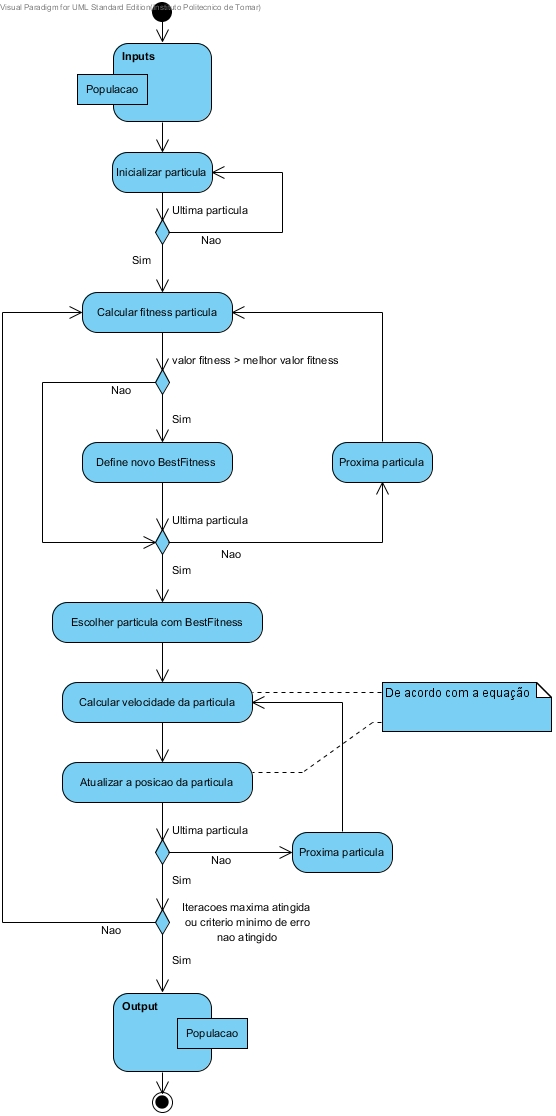 Visual Paradigm for UML Standard Edition(Instituto Politecnico de Tomar)
Inputs
Populacao
Inicializar particula
Ultima particula
Nao
Sim
Calcular fitness particula
valor fitness > melhor valor fitness
Nao
Sim
Define novo BestFitness
Proxima particula
Ultima particula
Nao
Sim
Escolher particula com BestFitness
Calcular velocidade da particula
De acordo com a equação
Atualizar a posicao da particula
Ultima particula
Nao
Proxima particula
Sim
Iteracoes maxima atingida
ou criterio minimo de erro
nao atingido
Nao
Sim
Output
Populacao